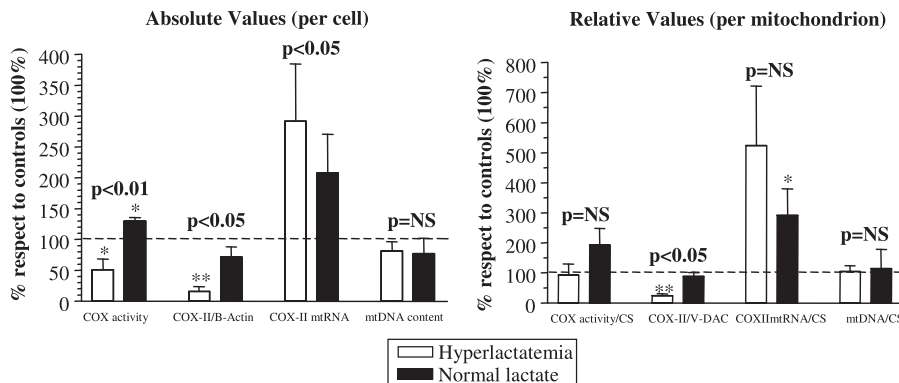 Absolute Values (per cell)
Relative Values (per mitochondrion)
% respect to controls (100%)
400
350
300
250
200
150
100
50
0
p<0.01
p<0.05
p<0.05
p=NS
*
*
**
COX activity
COX-II/B-Actin
COX-II mtRNA
mtDNA content
% respect to controls (100%)
800
700
600
500
400
300
200
100
0
p=NS
p<0.05
p=NS
p=NS
**
*
COX activity/CS
COX-II/V-DAC
COXIImtRNA/CS
mtDNA/CS
Hyperlactatemia
Normal lactate